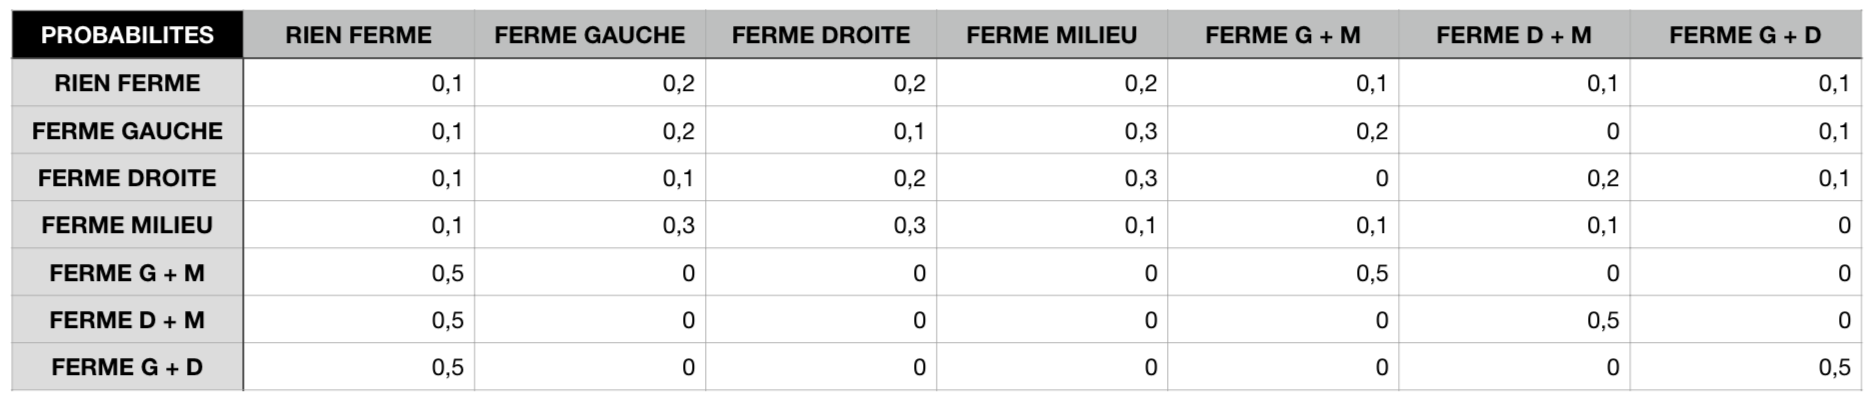 PROBABILITES RIEN FERME FERME GAUCHE FERME DROITE FERME MILIEU FERME G + M FERME D + M FERME G + D
RIEN FERME 0,1 0,2 0,2 0,2 0,1 0,1 0,1
FERME GAUCHE 0,1 0,2 0,1 0,3 0,2 0 0,1
FERME DROITE 0,1 0,1 0,2 0,3 0 0,2 0,1
FERME MILIEU 0,1 0,3 0,3 0,1 0,1 0,1 0
FERME G + M 0,5 0 0 0 0,5 0 0
FERME D + M 0,5 0 0 0 0 0,5 0
FERME G + D 0,5 0 0 0 0 0 0,5